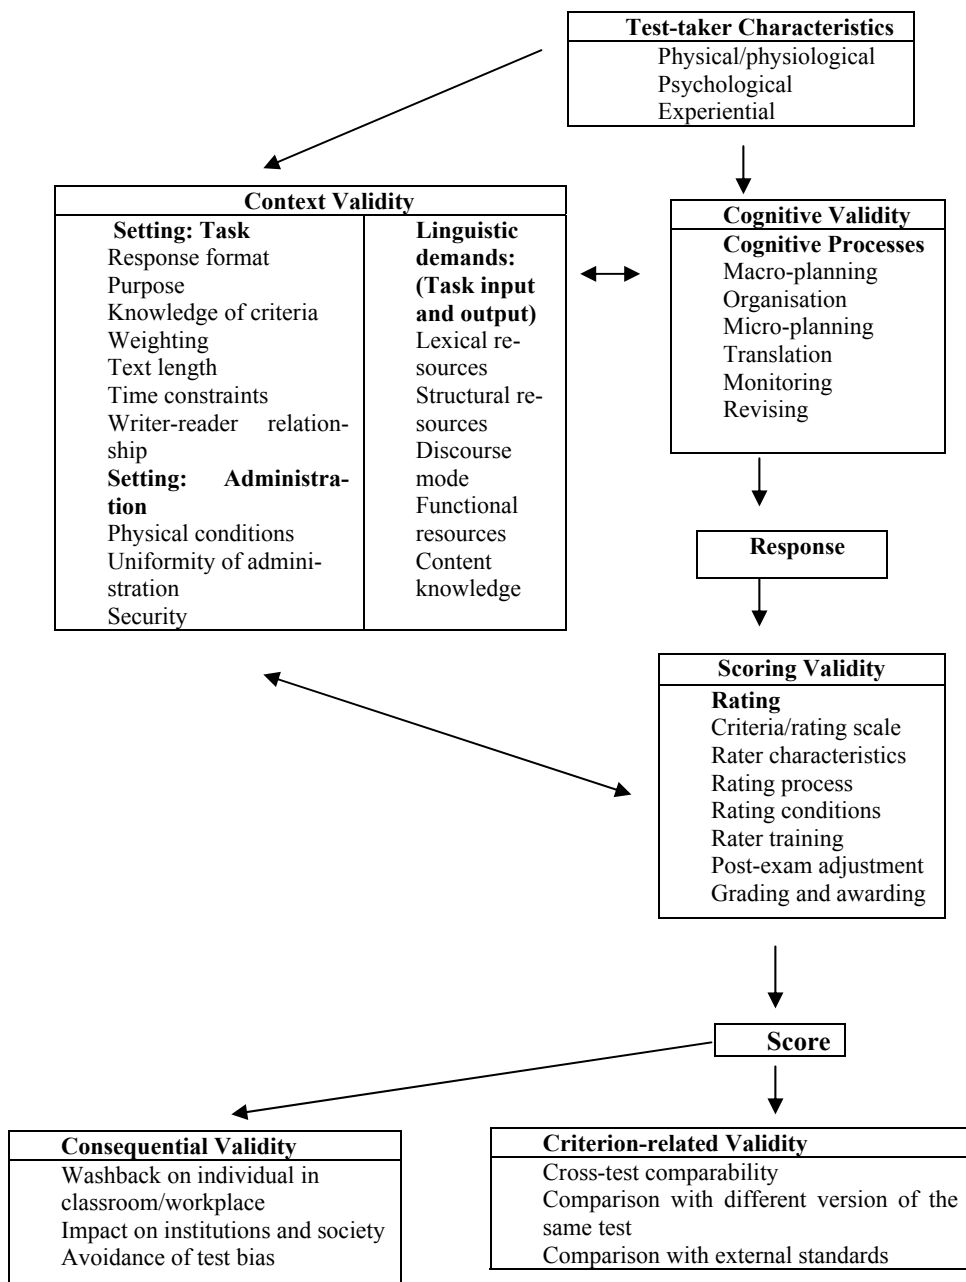 Test-taker Characteristics
Physical/physiological
Psychological
Experiential
Context Validity
Setting: Task
Response format
Purpose
Knowledge of criteria
Weighting
Text length
Time constraints
Writer-reader relation-
ship
Setting: Administra-
tion
Physical conditions
Uniformity of admini-
stration
Security
Linguistic
demands:
(Task input
and output)
Lexical re-
sources
Structural re-
sources
Discourse
mode
Functional
resources
Content
knowledge
Cognitive Validity
Cognitive Processes
Macro-planning
Organisation
Micro-planning
Translation
Monitoring
Revising
Response
Scoring Validity
Rating
Criteria/rating scale
Rater characteristics
Rating process
Rating conditions
Rater training
Post-exam adjustment
Grading and awarding
Score
Consequential Validity
Washback on individual in
classroom/workplace
Impact on institutions and society
Avoidance of test bias
Criterion-related Validity
Cross-test comparability
Comparison with different version of the
same test
Comparison with external standards